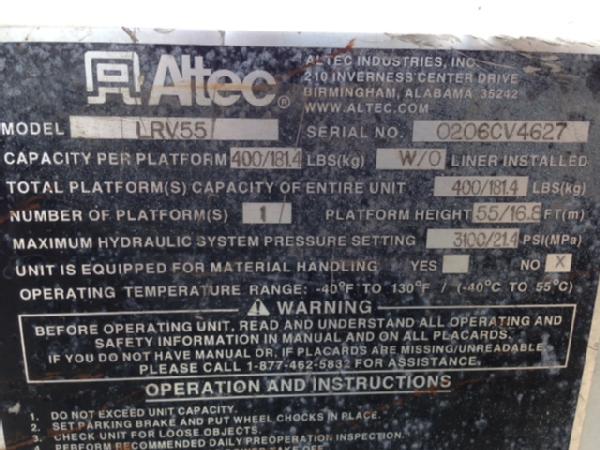 Altec®
ALTEC INDUSTRIES, INC.
210 INVERNESS CENTER DRIVE
BIRMINGHAM, ALABAMA 35242
WWW.ALTEC.COM
MODEL LRV55 SERIAL NO. 0206CV4627
CAPACITY PER PLATFORM 400/181.4 LBS(kg) W/O LINER INSTALLED
TOTAL PLATFORM(S) CAPACITY OF ENTIRE UNIT 400/181.4 LBS(kg)
NUMBER OF PLATFORM(S) 1 PLATFORM HEIGHT 55/16.8 FT(m)
MAXIMUM HYDRAULIC SYSTEM PRESSURE SETTING 3100/21.4 PSI(MPa)
UNIT IS EQUIPPED FOR MATERIAL HANDLING YES NO X
OPERATING TEMPERATURE RANGE: -40°F TO 130°F / (-40°C TO 55°C)
WARNING
BEFORE OPERATING UNIT, READ AND UNDERSTAND ALL OPERATING AND
SAFETY INFORMATION IN MANUAL AND ON ALL PLACARDS.
IF YOU DO NOT HAVE MANUAL OR, IF PLACARDS ARE MISSING/UNREADABLE,
PLEASE CALL 1-877-462-5832 FOR ASSISTANCE.
OPERATION AND INSTRUCTIONS
1. DO NOT EXCEED UNIT CAPACITY.
2. SET PARKING BRAKE AND PUT WHEEL CHOCKS IN PLACE.
3. CHECK UNIT FOR LOOSE OBJECTS.
4. PERFORM RECOMMENDED DAILY PREOPERATION INSPECTION.